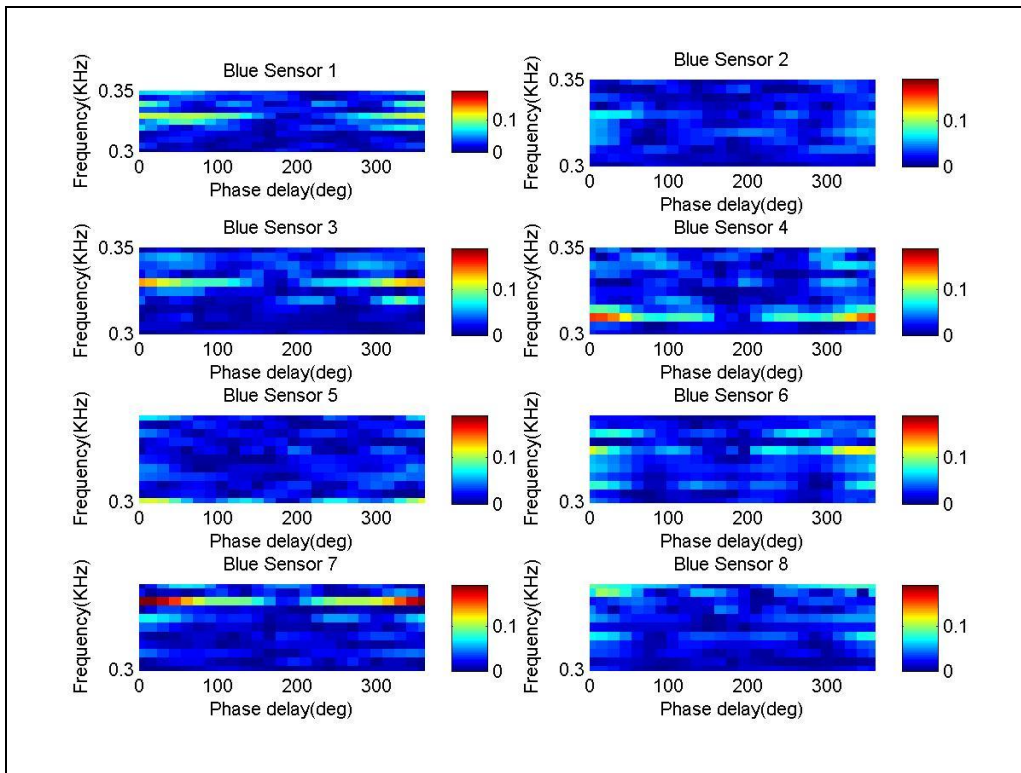 Blue Sensor 1
Frequency(KHz)
0.35
0.3
0 100 200 300
Phase delay(deg)
0.1
0
Blue Sensor 2
Frequency(KHz)
0.3
0 100 200 300
Phase delay(deg)
0.1
0
Blue Sensor 3
Frequency(KHz)
0.35
0.3
0 100 200 300
Phase delay(deg)
0.1
0
Blue Sensor 4
Frequency(KHz)
0.35
0.3
0 100 200 300
Phase delay(deg)
0.1
0
Blue Sensor 5
Frequency(KHz)
0.3
0 100 200 300
Phase delay(deg)
0.1
0
Blue Sensor 6
Frequency(KHz)
0.3
0 100 200 300
Phase delay(deg)
0.1
0
Blue Sensor 7
Frequency(KHz)
0.3
0 100 200 300
Phase delay(deg)
0.1
0
Blue Sensor 8
Frequency(KHz)
0.3
0 100 200 300
Phase delay(deg)
0.1
0